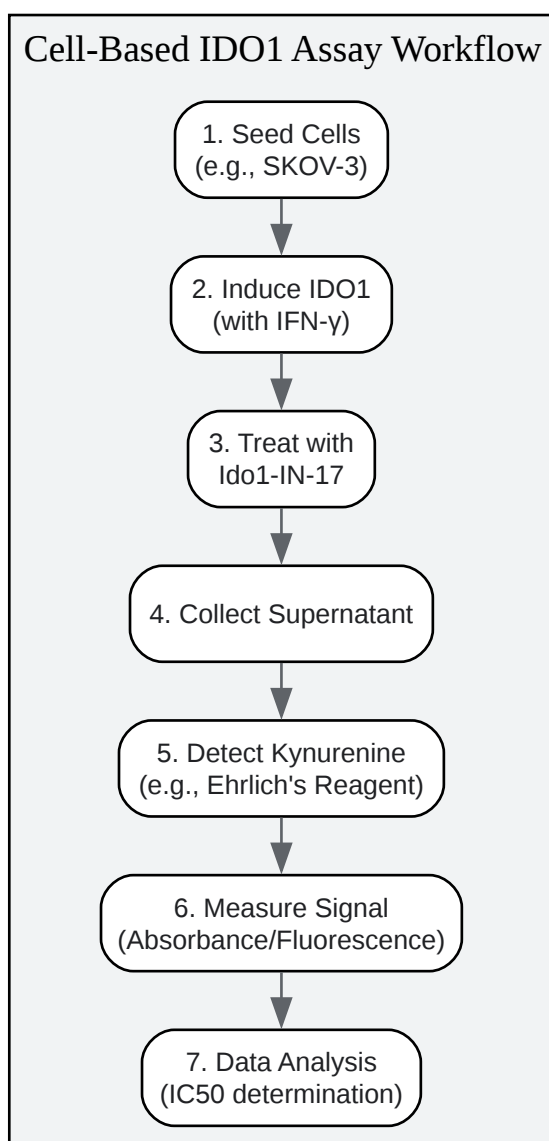 Cell-Based IDO1 Assay Workflow
1. Seed Cells
(e.g., SKOV-3)
2. Induce IDO1
(with IFN-γ)
3. Treat with
Ido1-IN-17
4. Collect Supernatant
5. Detect Kynurenine
(e.g., Ehrlich's Reagent)
6. Measure Signal
(Absorbance/Fluorescence)
7. Data Analysis
(IC50 determination)